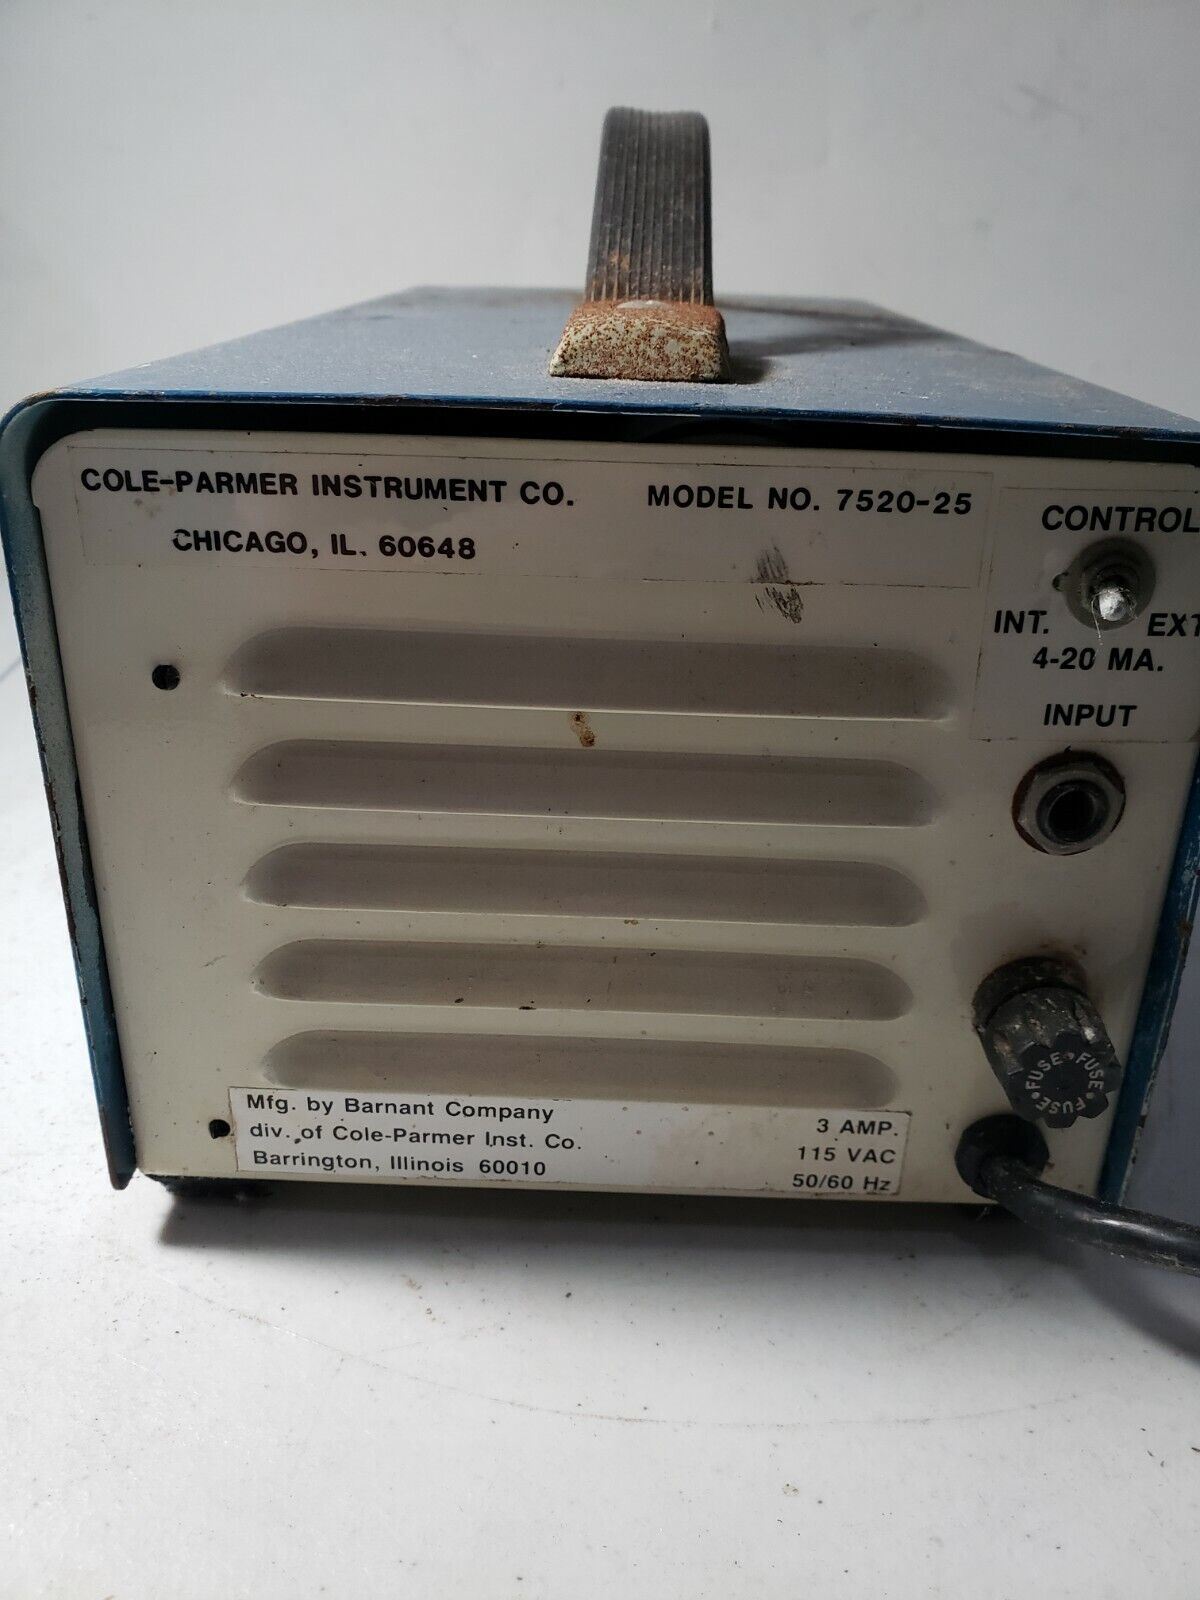 COLE-PARMER INSTRUMENT CO. MODEL NO. 7520-25
CHICAGO, IL. 60648
CONTROL
INT. EXT
4-20 MA.
INPUT
FUSE • FUSE • FUSE •
Mfg. by Barnant Company
div. of Cole-Parmer Inst. Co.
Barrington, Illinois 60010
3 AMP.
115 VAC
50/60 Hz